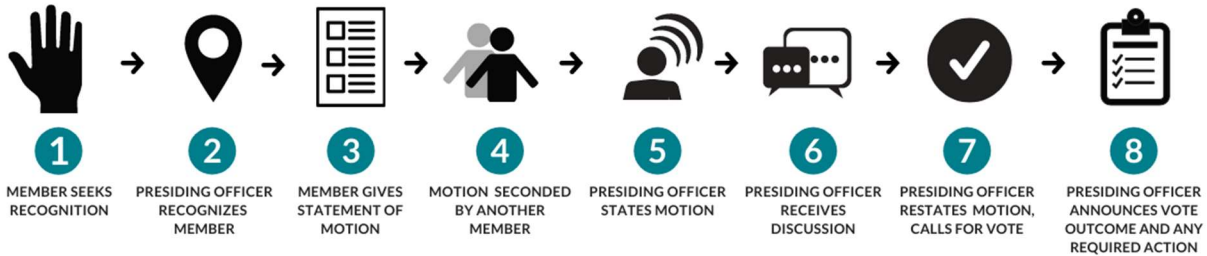 1
MEMBER SEEKS
RECOGNITION
2
PRESIDING OFFICER
RECOGNIZES
MEMBER
3
MEMBER GIVES
STATEMENT OF
MOTION
4
MOTION SECONDED
BY ANOTHER
MEMBER
5
PRESIDING OFFICER
STATES MOTION
6
PRESIDING OFFICER
RECEIVES
DISCUSSION
7
PRESIDING OFFICER
RESTATES MOTION,
CALLS FOR VOTE
8
PRESIDING OFFICER
ANNOUNCES VOTE
OUTCOME AND ANY
REQUIRED ACTION